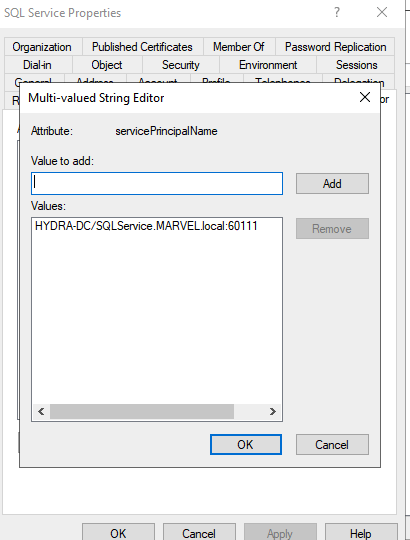 SQL Service Properties ? ×
Organization Published Certificates Member Of Password Replication
Dial-in Object Security Environment Sessions
General Address Account Profile Telephones Delegation
Multi-valued String Editor ×
Attribute: servicePrincipalName
Value to add:
Add
Values:
HYDRA-DC/SQLService.MARVEL.local:60111
Remove
OK Cancel
OK Cancel Apply Help